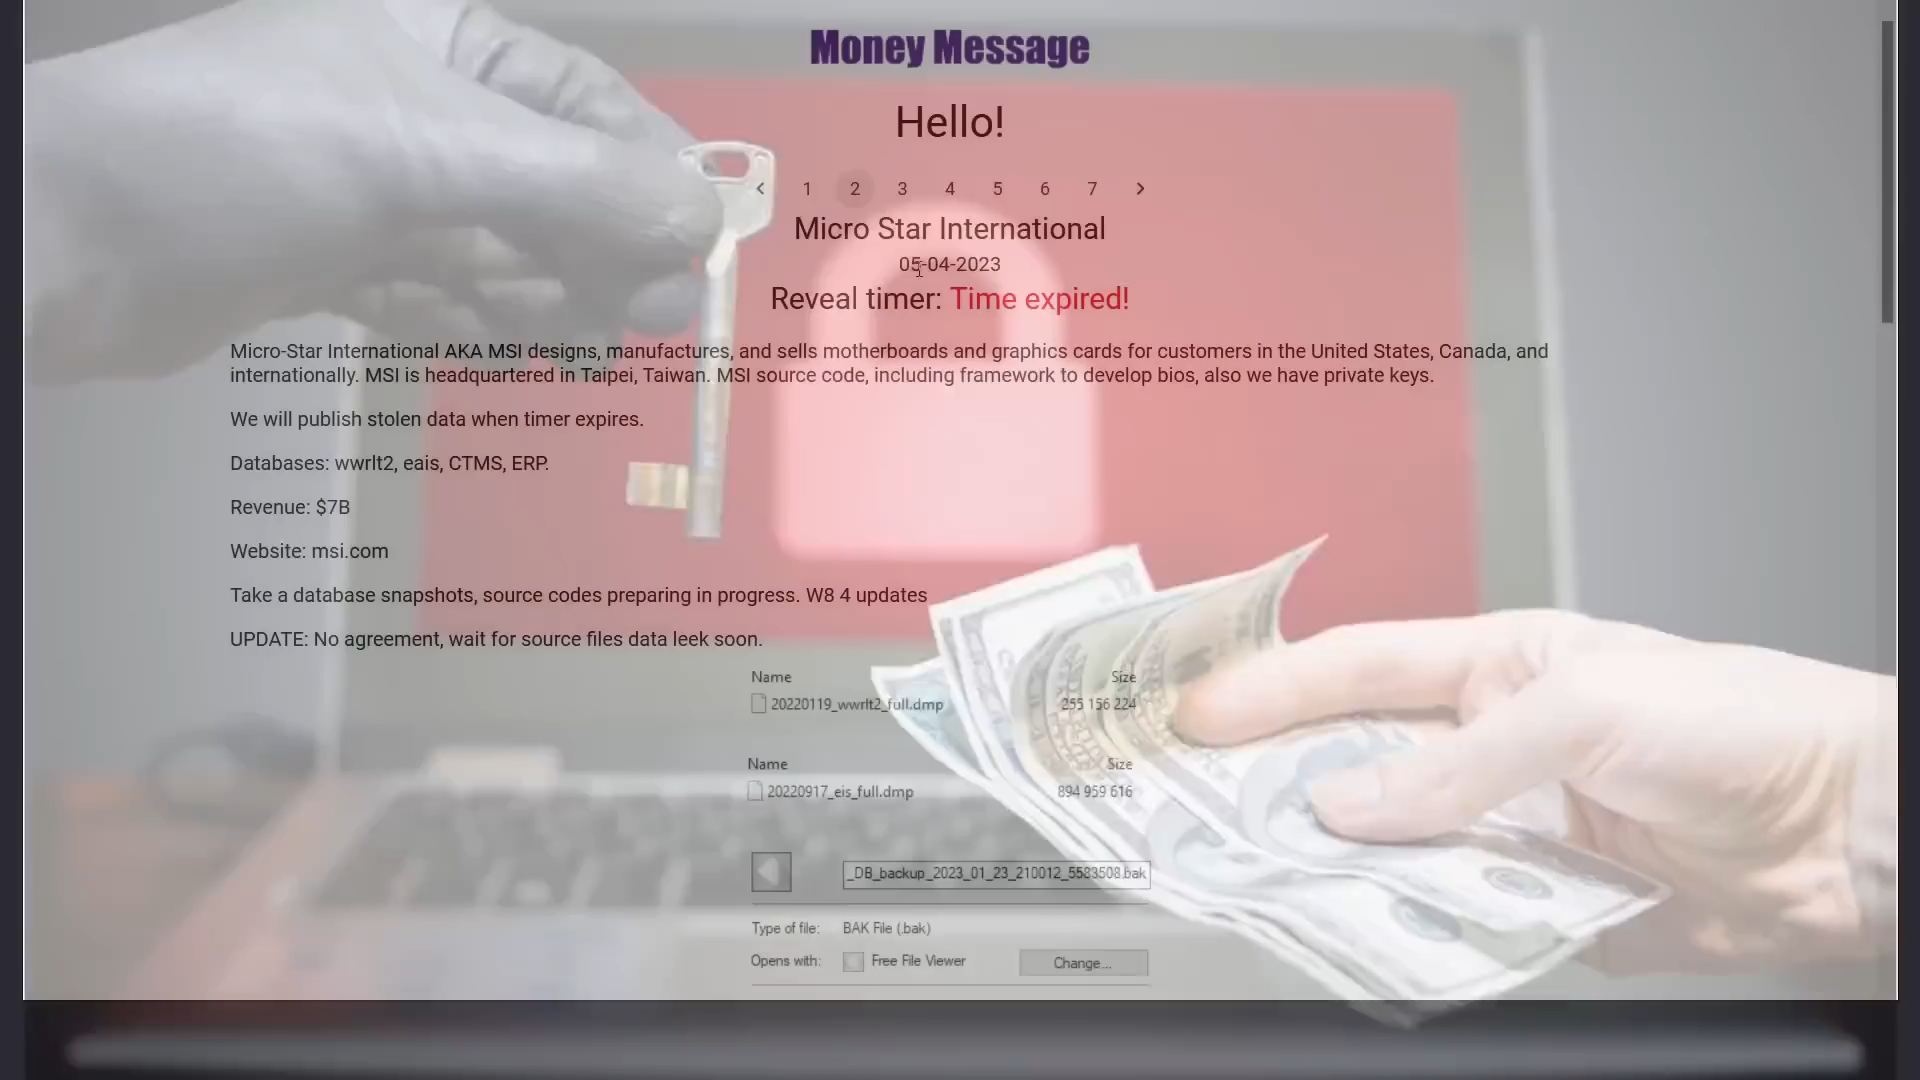 Money Message
Hello!
< 1 2 3 4 5 6 7 >
Micro Star International
05-04-2023
Reveal timer: Time expired!
Micro-Star International AKA MSI designs, manufactures, and sells motherboards and graphics cards for customers in the United States, Canada, and
internationally. MSI is headquartered in Taipei, Taiwan. MSI source code, including framework to develop bios, also we have private keys.
We will publish stolen data when timer expires.
Databases: wwrlt2, eais, CTMS, ERP.
Revenue: $7B
Website: msi.com
Take a database snapshots, source codes preparing in progress. W8 4 updates
UPDATE: No agreement, wait for source files data leek soon.
Name Size
20220119_wwrlt2_full.dmp 255 156 224
Name Size
20220917_eis_full.dmp 894 959 616
_DB_backup_2023_01_23_210012_5583508.bak
Type of file: BAK File (.bak)
Opens with: Free File Viewer Change...